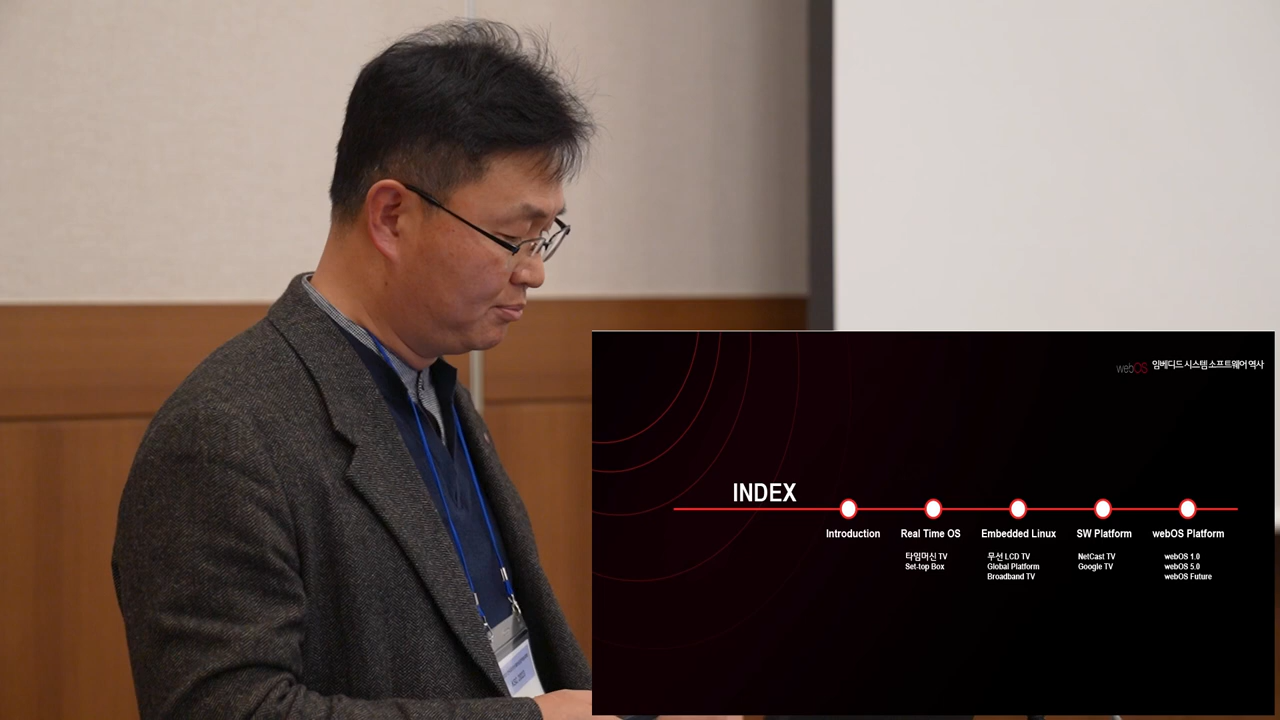 webOS 임베디드 시스템 소프트웨어 역사
INDEX
Introduction
Real Time OS
타임머신 TV
Set-top Box
Embedded Linux
무선 LCD TV
Global Platform
Broadband TV
SW Platform
NetCast TV
Google TV
webOS Platform
webOS 1.0
webOS 5.0
webOS Future